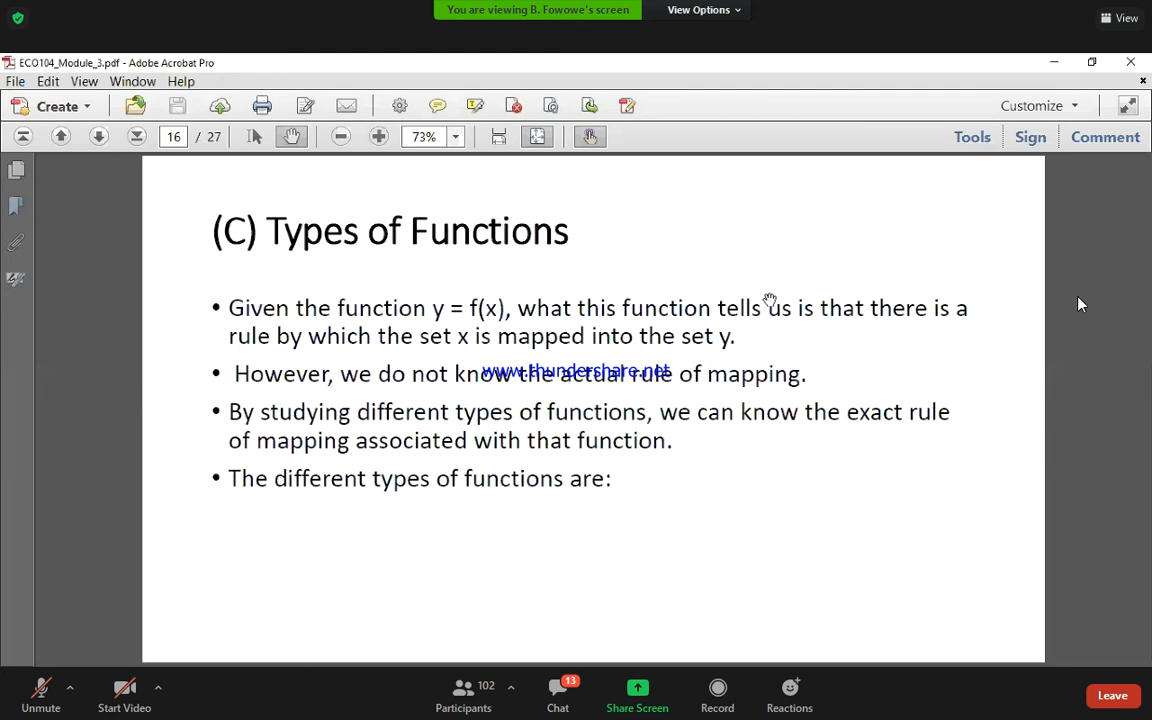 You are viewing B. Fowowe's screen View Options
View
ECO104_Module_3.pdf - Adobe Acrobat Pro
File Edit View Window Help
Create Customize
16 / 27 73% Tools Sign Comment
(C) Types of Functions
• Given the function y = f(x), what this function tells us is that there is a
rule by which the set x is mapped into the set y.
• However, we do not know the actual rule of mapping.
www.thundershare.net
• By studying different types of functions, we can know the exact rule
of mapping associated with that function.
• The different types of functions are:
102 13
Unmute Start Video Participants Chat Share Screen Record Reactions Leave